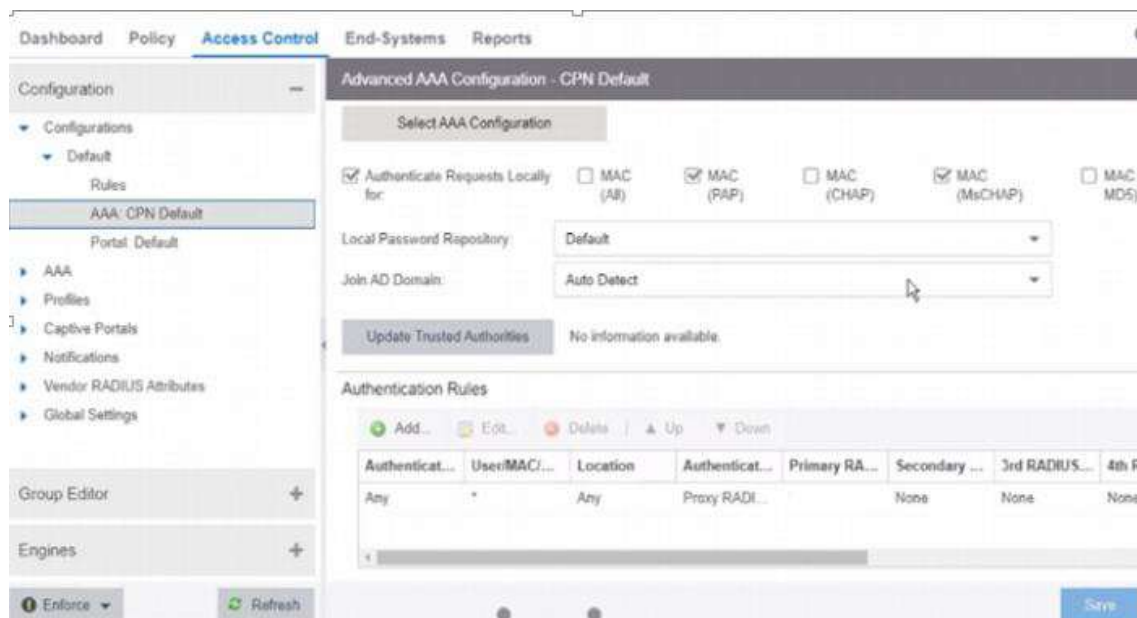 Dashboard Policy Access Control End-Systems Reports
Configuration
Configurations
Default
Rules
AAA: CPN Default
Portal: Default
AAA
Profiles
Captive Portals
Notifications
Vendor RADIUS Attributes
Global Settings
Group Editor
Engines
Enforce Refresh
Advanced AAA Configuration - CPN Default
Select AAA Configuration
Authenticate Requests Locally for: MAC (All) MAC (PAP) MAC (CHAP) MAC (MsCHAP) MAC MD5)
Local Password Repository: Default
Join AD Domain: Auto Detect
Update Trusted Authorities No information available.
Authentication Rules
Add... Edit... Delete Up Down
Authenticat... User/MAC/... Location Authenticat... Primary RA... Secondary ... 3rd RADIUS... 4th R
Any * Any Proxy RADI... None None None
Save